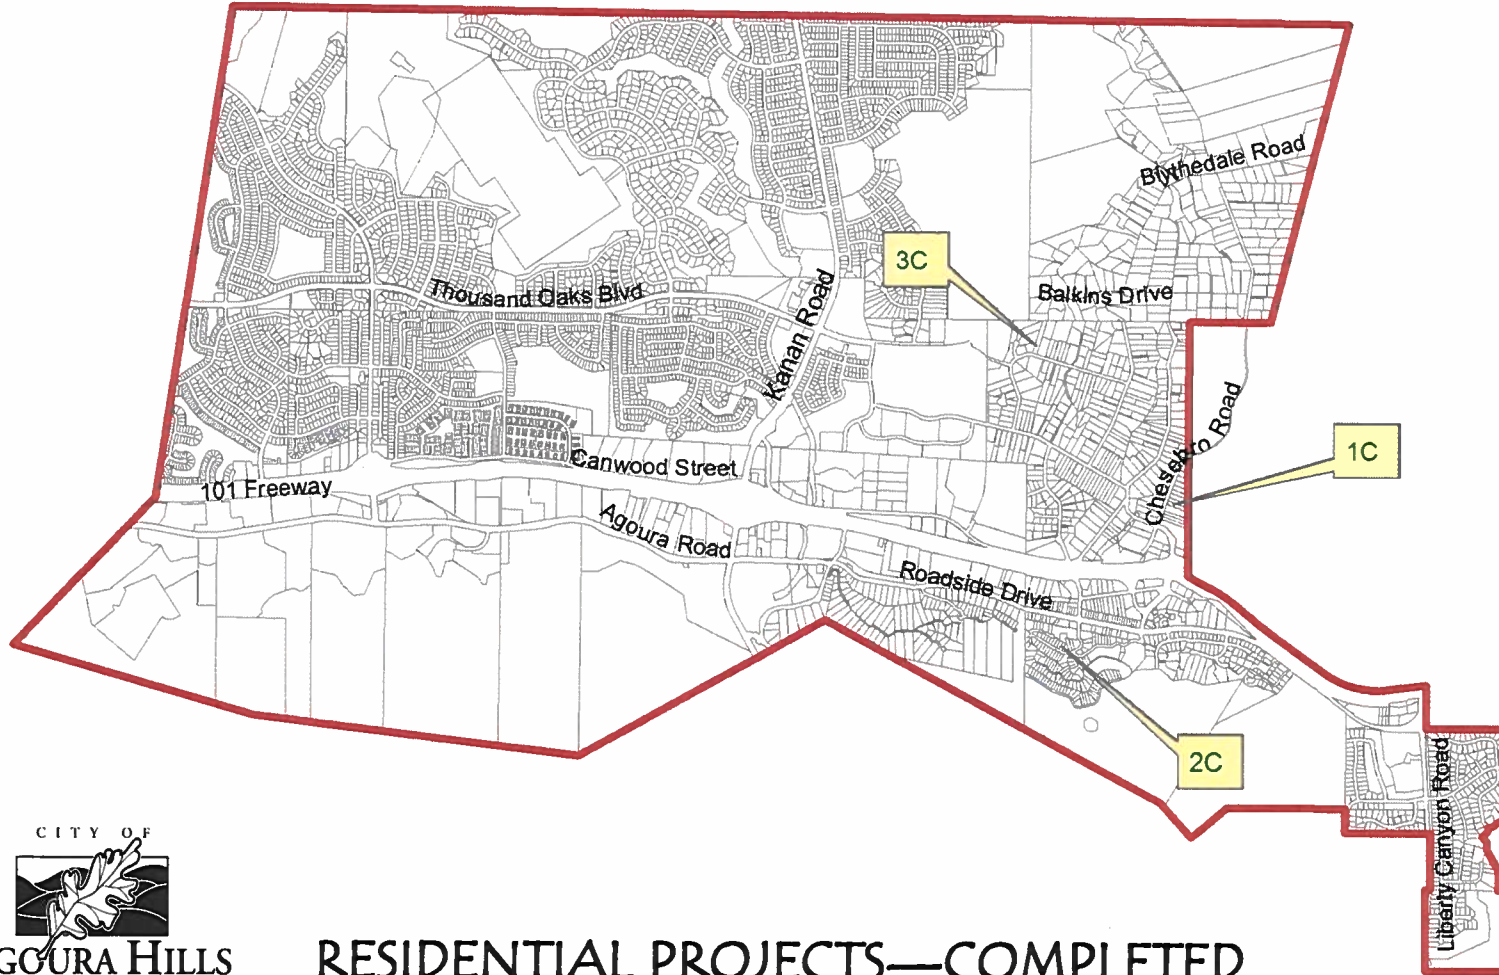 Blythedale Road
3C
Thousand Oaks Blvd
Balkins Drive
Kanan Road
Chesebro Road
1C
Canwood Street
101 Freeway
Agoura Road
Roadside Drive
2C
Liberty Canyon Road
CITY OF
GOURA HILLS
RESIDENTIAL PROJECTS—COMPLETED